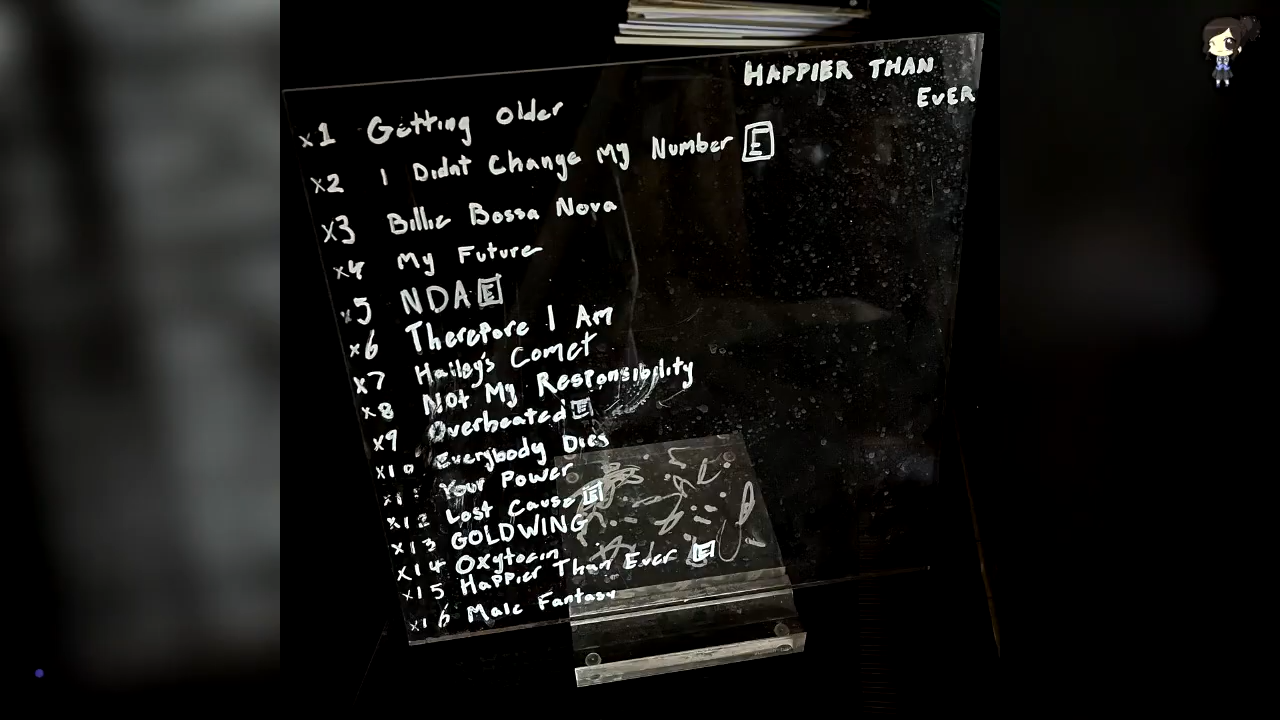 HAPPIER THAN
EVER
x1 Getting Older
x2 I Didnt Change My Number E
x3 Billie Bossa Nova
x4 My Future
x5 NDA E
x6 Therefore I Am
x7 Hailey's Comet
x8 Not My Responsibility
x9 Overheated E
x10 Everybody Dies
x11 Your Power
x12 Lost Cause E
x13 GOLDWING
x14 Oxytocin
x15 Happier Than Ever E
x16 Male Fantasy